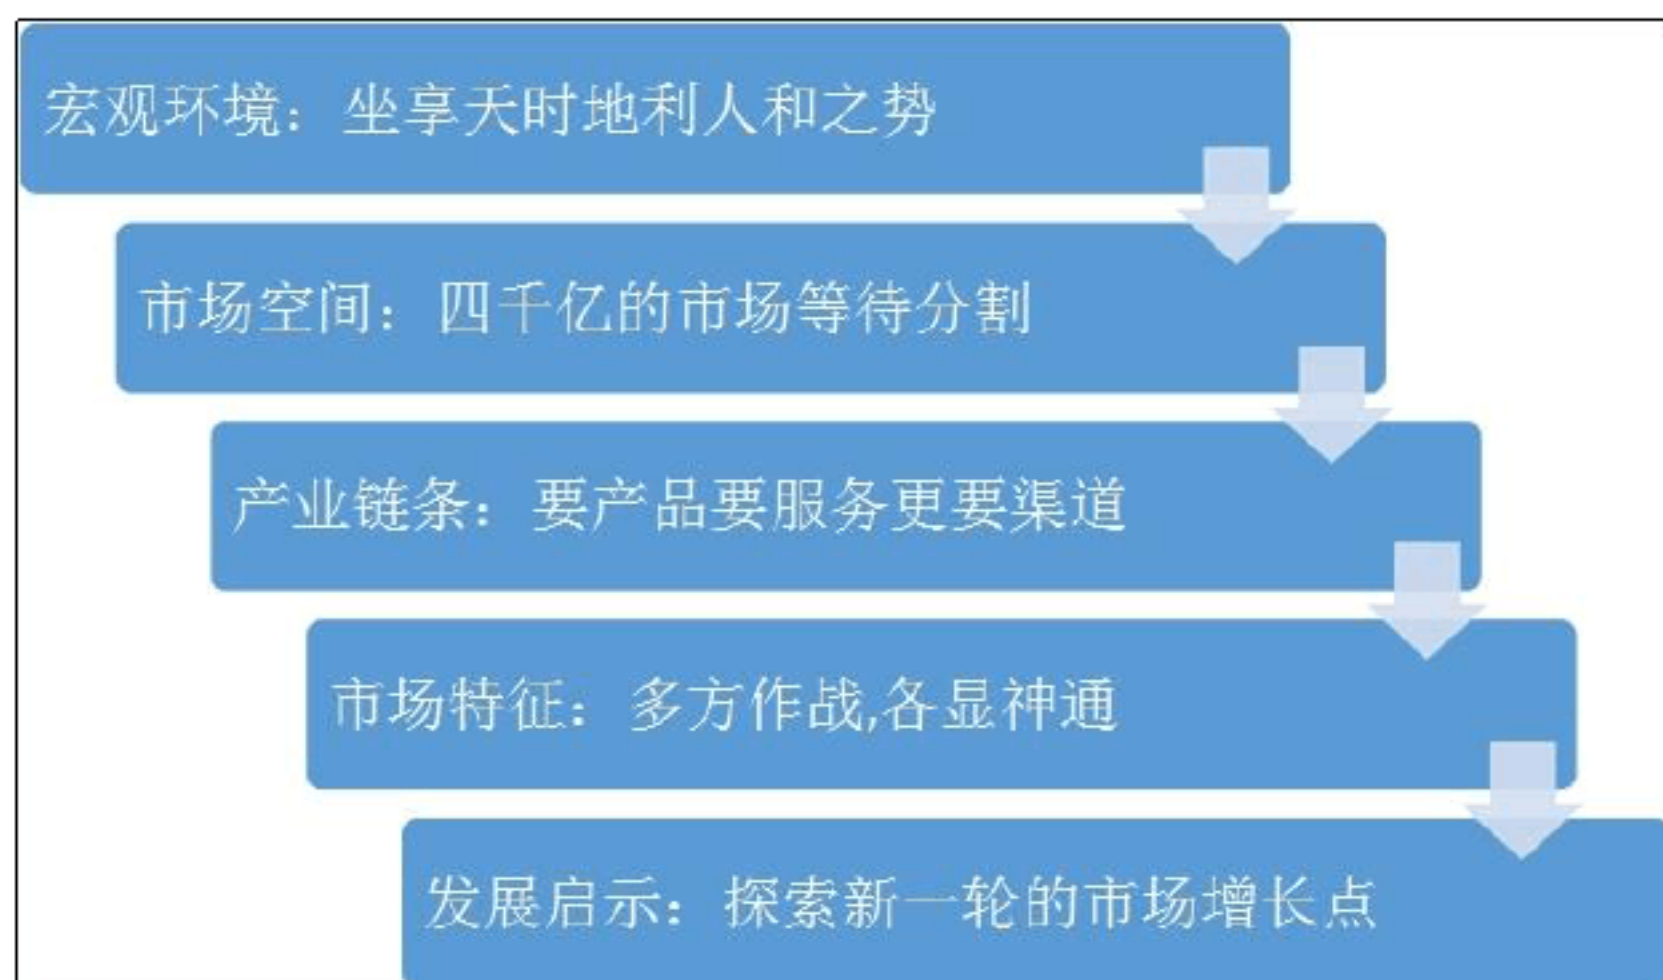 宏观环境：坐享天时地利人和之势
市场空间：四千亿的市场等待分割
产业链条：要产品要服务更要渠道
市场特征：多方作战,各显神通
发展启示：探索新一轮的市场增长点